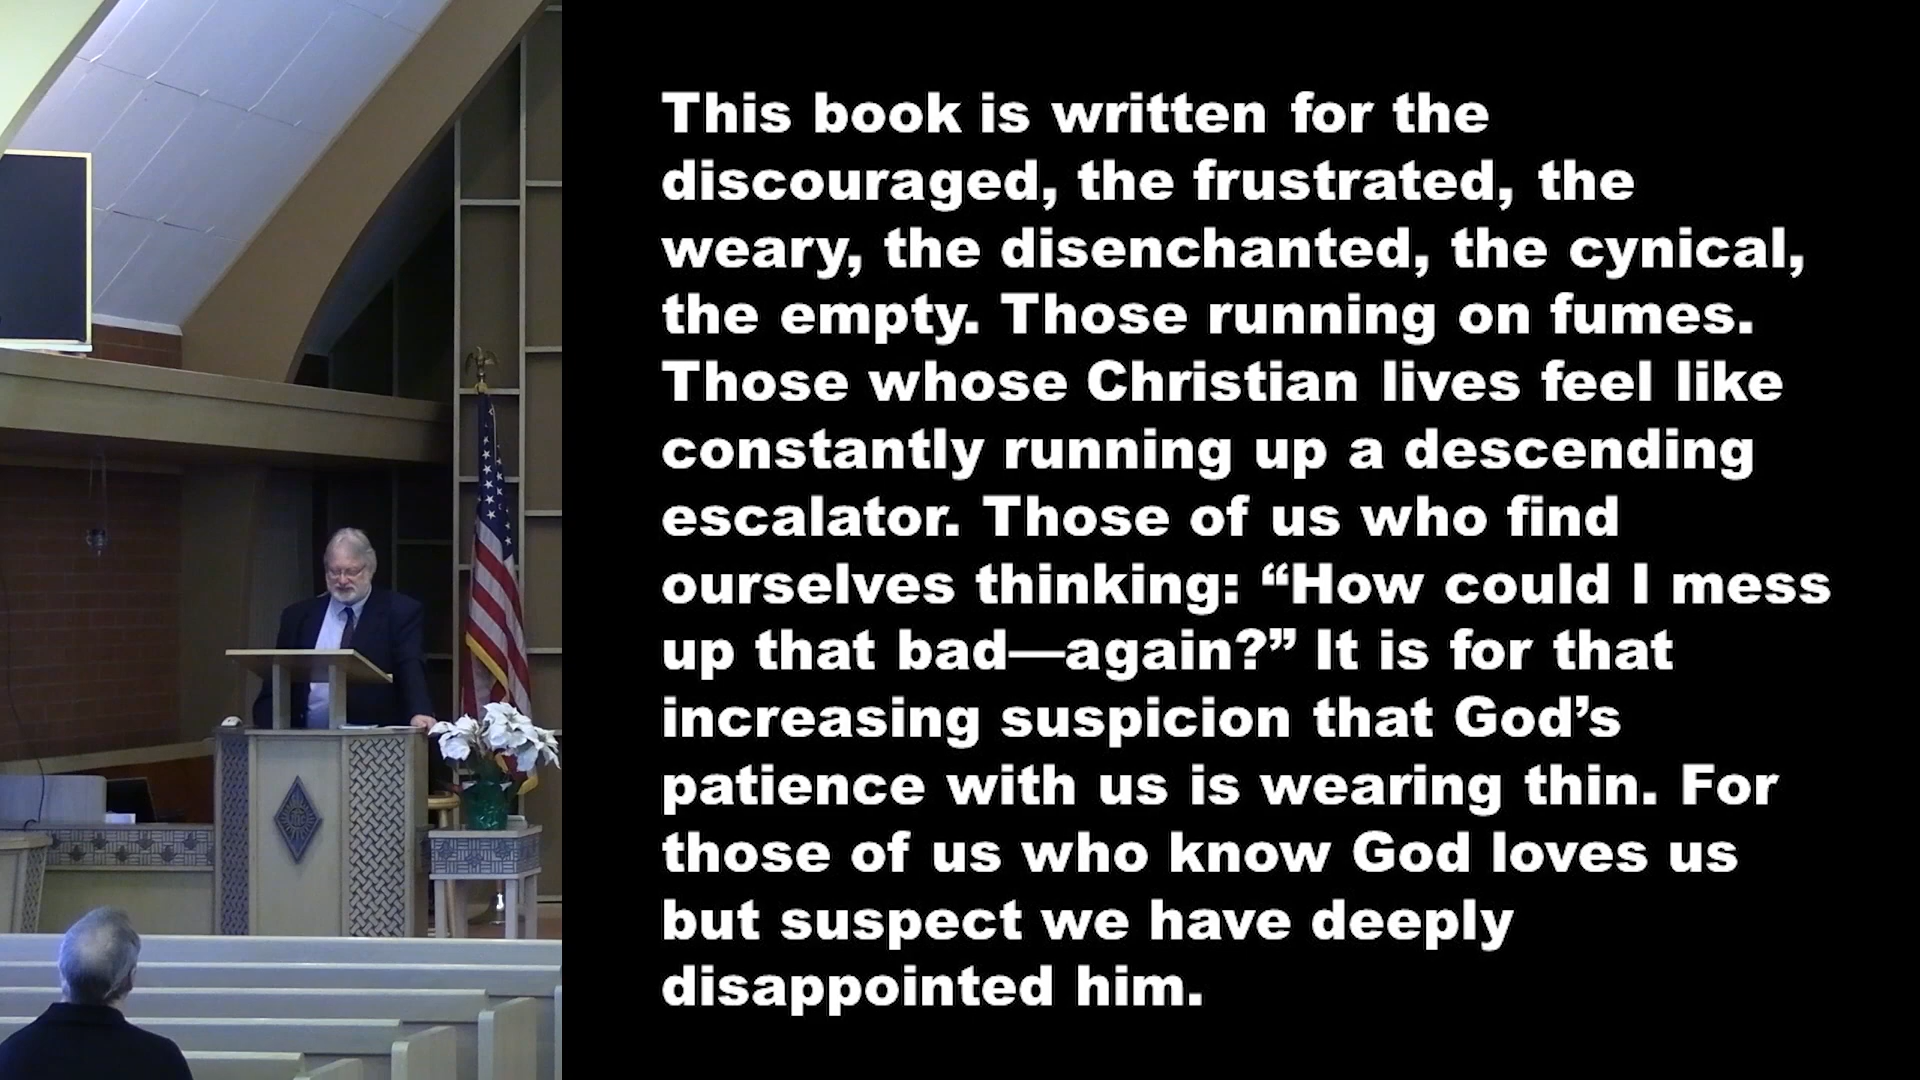 This book is written for the
discouraged, the frustrated, the
weary, the disenchanted, the cynical,
the empty. Those running on fumes.
Those whose Christian lives feel like
constantly running up a descending
escalator. Those of us who find
ourselves thinking: “How could I mess
up that bad—again?” It is for that
increasing suspicion that God’s
patience with us is wearing thin. For
those of us who know God loves us
but suspect we have deeply
disappointed him.